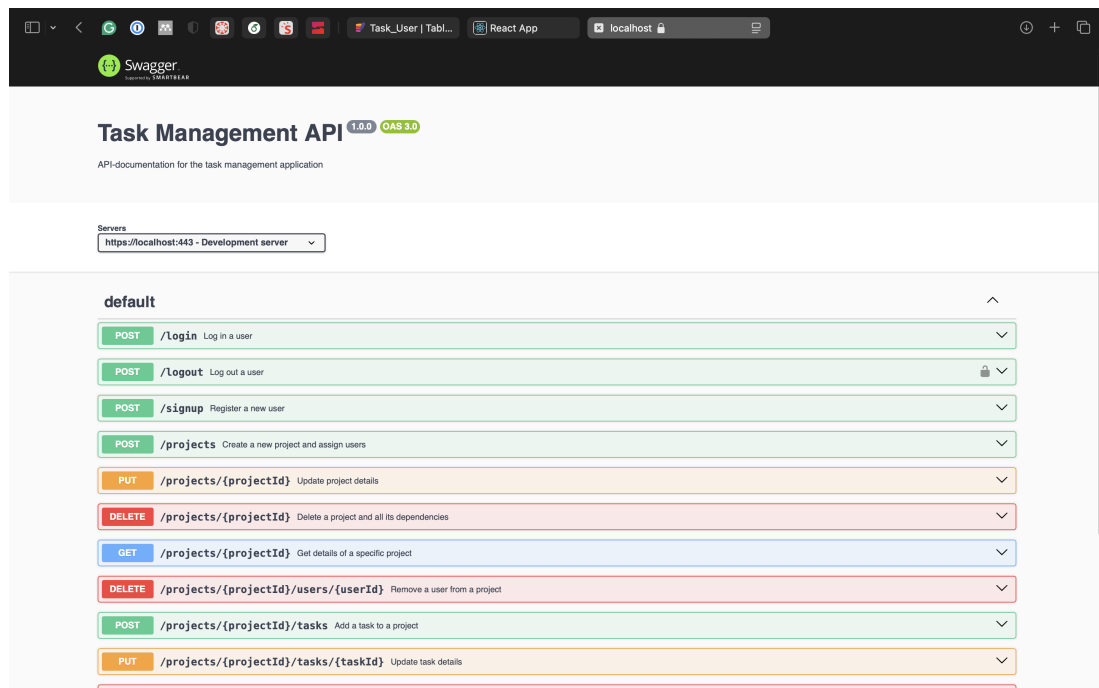 Task_User | Tabl...
React App
localhost
Swagger.
Supported by SMARTBEAR
Task Management API 1.0.0 OAS 3.0
API-documentation for the task management application
Servers
https://localhost:443 - Development server
default
POST /login Log in a user
POST /logout Log out a user
POST /signup Register a new user
POST /projects Create a new project and assign users
PUT /projects/{projectId} Update project details
DELETE /projects/{projectId} Delete a project and all its dependencies
GET /projects/{projectId} Get details of a specific project
DELETE /projects/{projectId}/users/{userId} Remove a user from a project
POST /projects/{projectId}/tasks Add a task to a project
PUT /projects/{projectId}/tasks/{taskId} Update task details